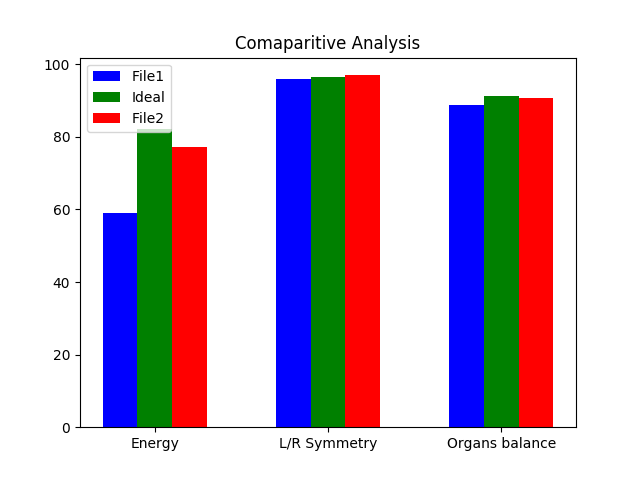 Comaparitive Analysis
File1
Ideal
File2
100
80
60
40
20
0
Energy L/R Symmetry Organs balance